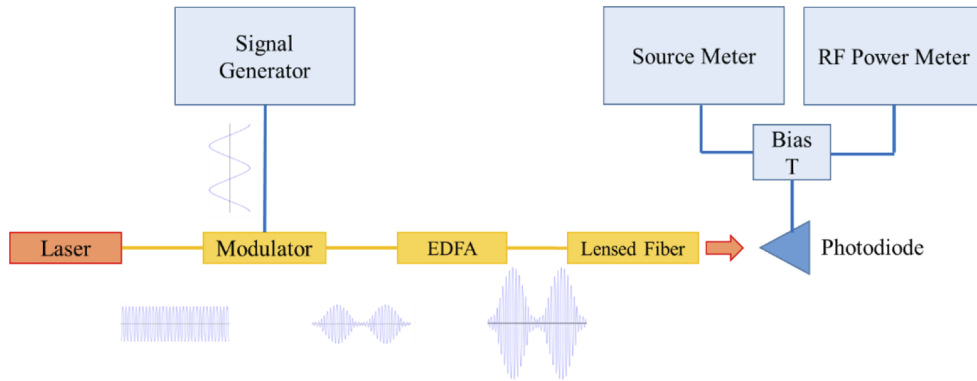 Signal
Generator
Source Meter
RF Power Meter
Bias
T
Laser
Modulator
EDFA
Lensed Fiber
Photodiode